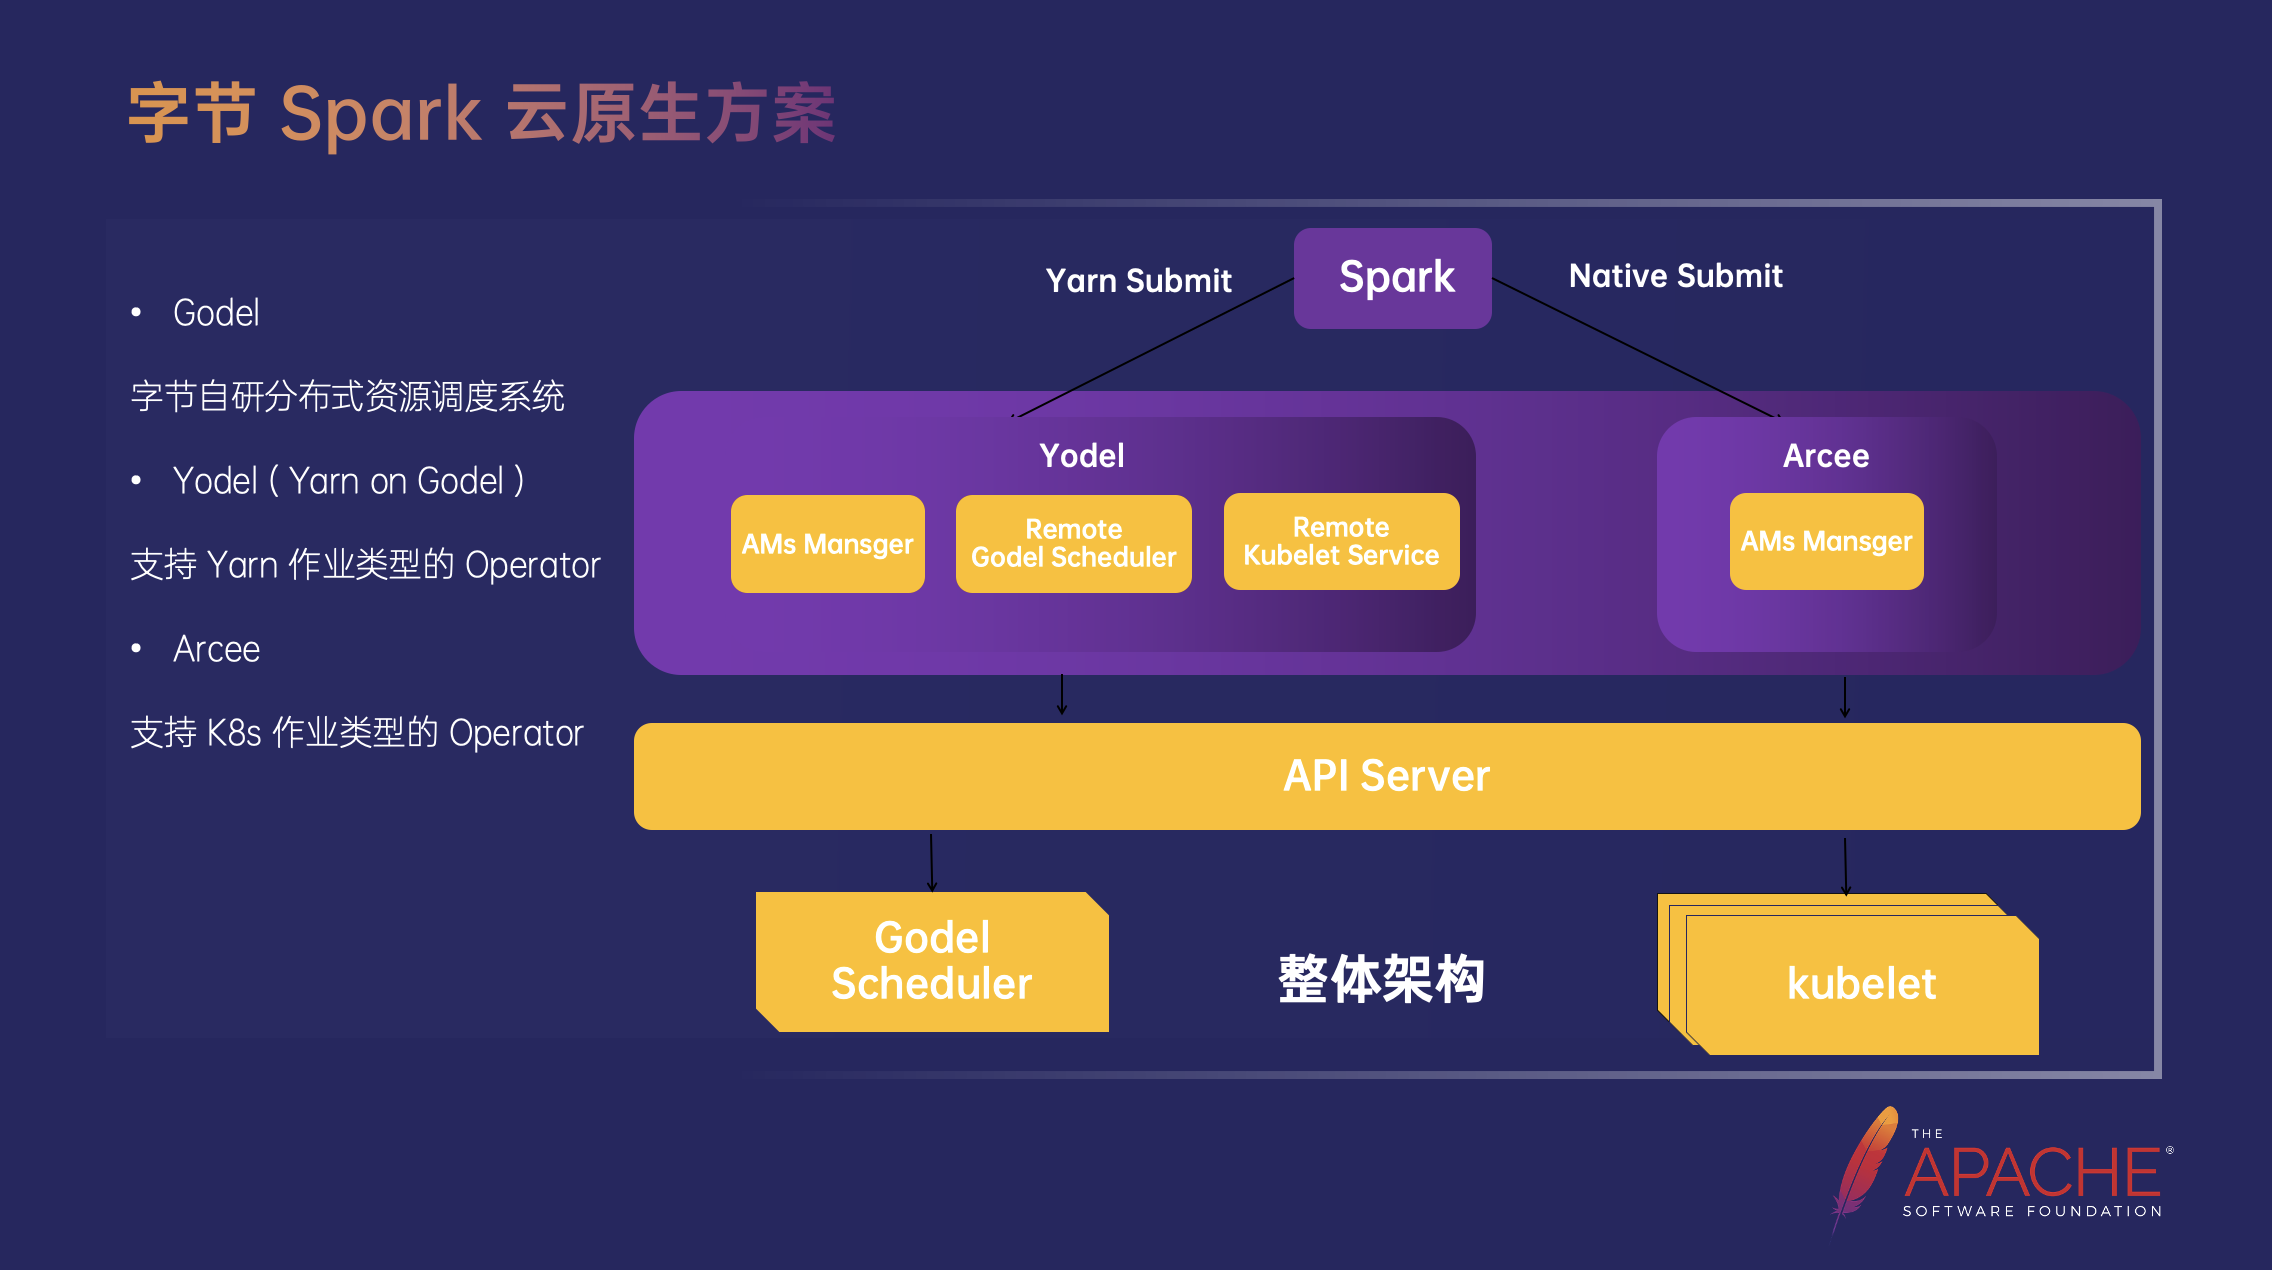 字节 Spark 云原生方案
• Godel
字节自研分布式资源调度系统
• Yodel ( Yarn on Godel )
支持 Yarn 作业类型的 Operator
• Arcee
支持 K8s 作业类型的 Operator
Yarn Submit
Spark
Native Submit
Yodel
AMs Mansger
Remote
Godel Scheduler
Remote
Kubelet Service
Arcee
AMs Mansger
API Server
Godel
Scheduler
整体架构
kubelet
THE
APACHE®
SOFTWARE FOUNDATION